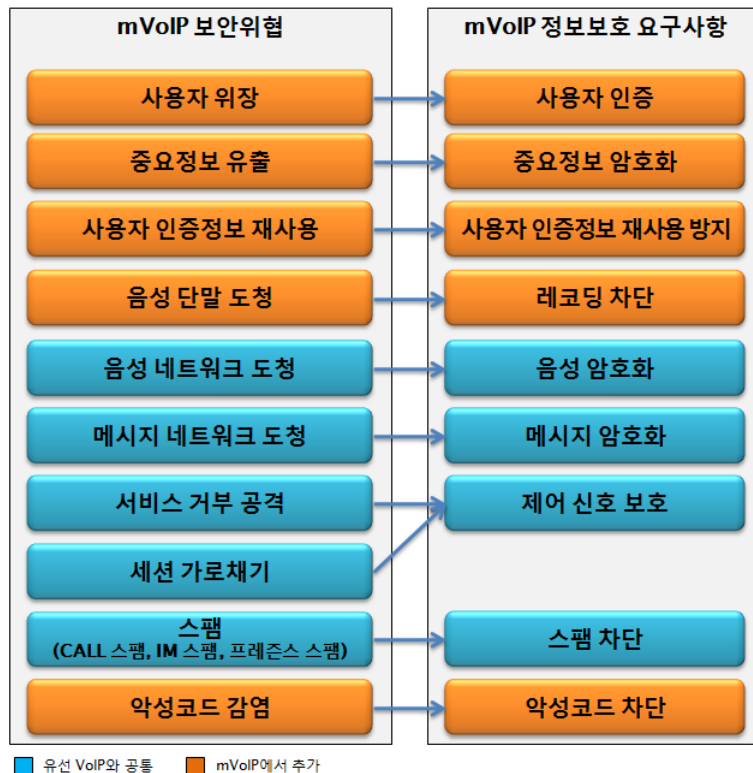 mVoIP 보안위협
mVoIP 정보보호 요구사항
사용자 위장
사용자 인증
중요정보 유출
중요정보 암호화
사용자 인증정보 재사용
사용자 인증정보 재사용 방지
음성 단말 도청
레코딩 차단
음성 네트워크 도청
음성 암호화
메시지 네트워크 도청
메시지 암호화
서비스 거부 공격
제어 신호 보호
세션 가로채기
스팸
(CALL 스팸, IM 스팸, 프레즌스 스팸)
스팸 차단
악성코드 감염
악성코드 차단
유선 VoIP와 공통
mVoIP에서 추가